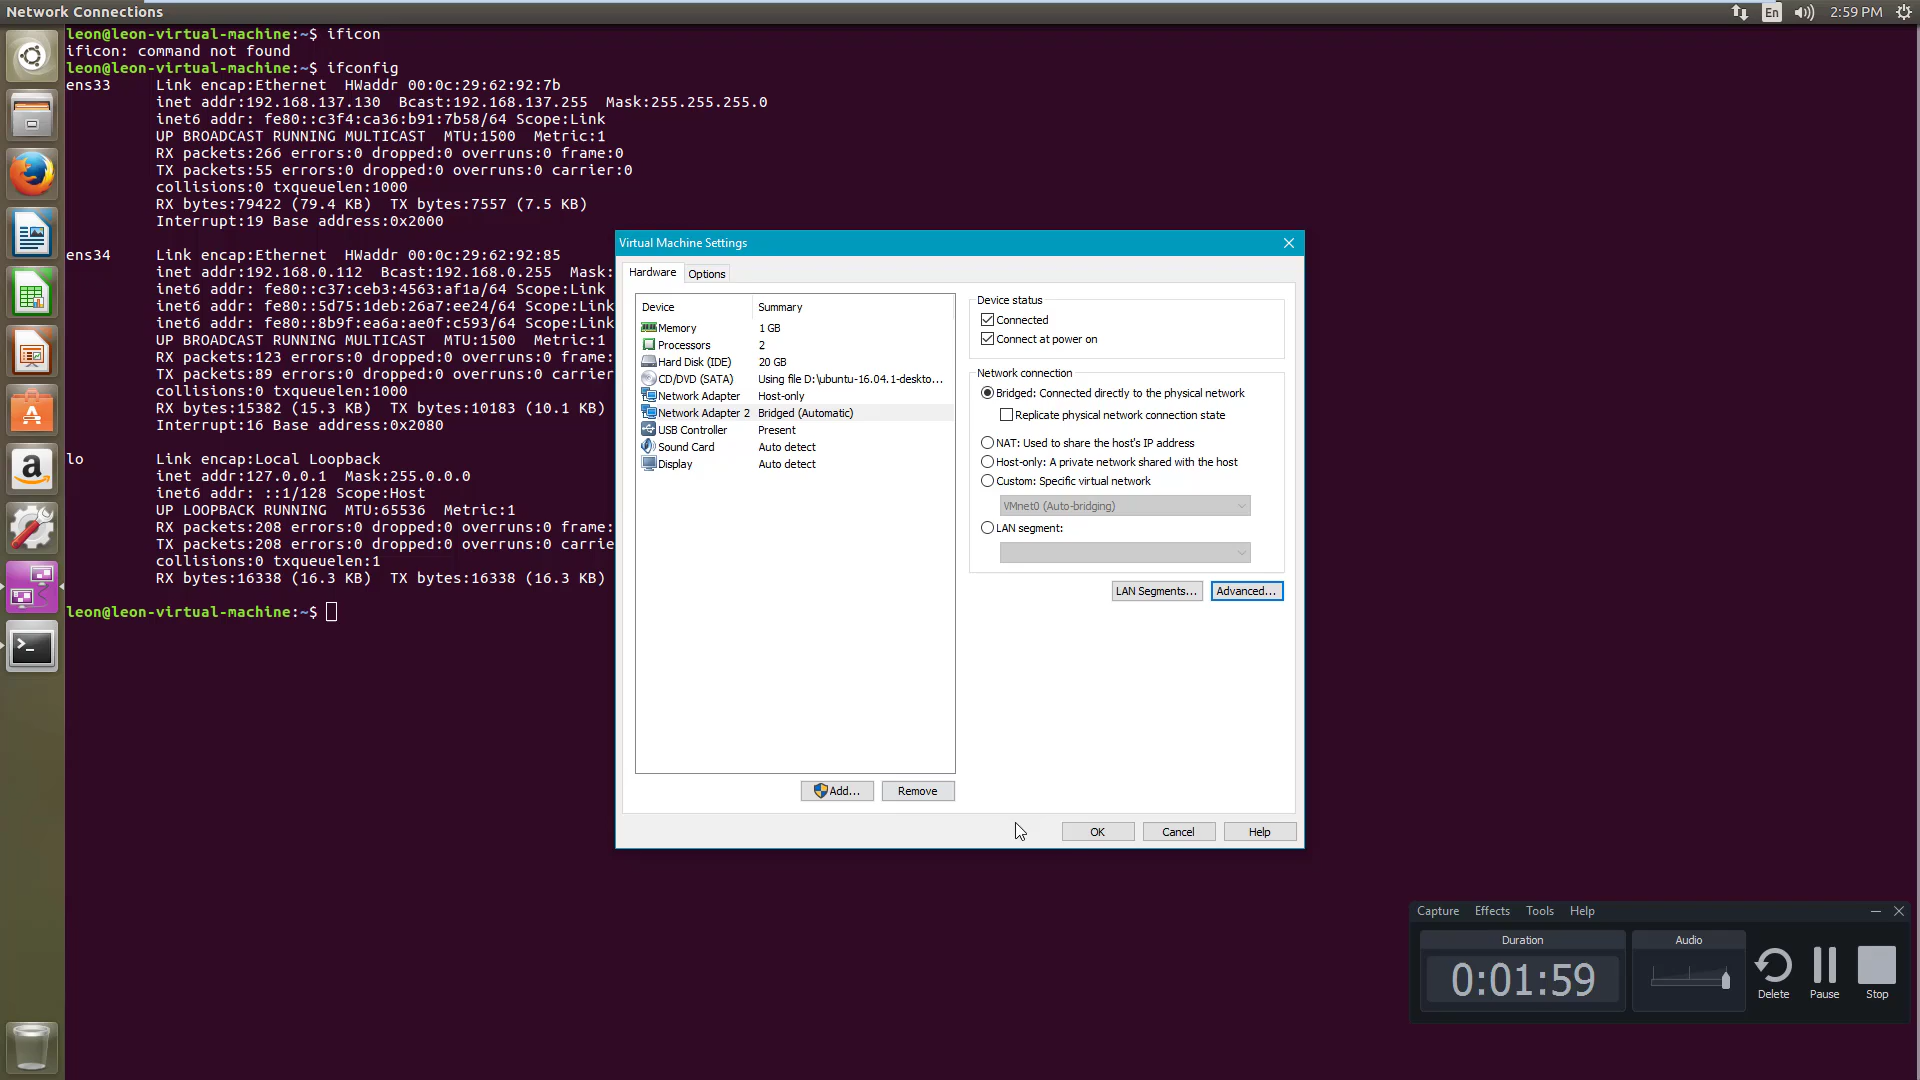 Network Connections
En
2:59 PM
leon@leon-virtual-machine:~$ ificon
ificon: command not found
leon@leon-virtual-machine:~$ ifconfig
ens33     Link encap:Ethernet  HWaddr 00:0c:29:62:92:7b
          inet addr:192.168.137.130  Bcast:192.168.137.255  Mask:255.255.255.0
          inet6 addr: fe80::c3f4:ca36:b91:7b58/64 Scope:Link
          UP BROADCAST RUNNING MULTICAST  MTU:1500  Metric:1
          RX packets:266 errors:0 dropped:0 overruns:0 frame:0
          TX packets:55 errors:0 dropped:0 overruns:0 carrier:0
          collisions:0 txqueuelen:1000
          RX bytes:79422 (79.4 KB)  TX bytes:7557 (7.5 KB)
          Interrupt:19 Base address:0x2000
ens34     Link encap:Ethernet  HWaddr 00:0c:29:62:92:85
          inet addr:192.168.0.112  Bcast:192.168.0.255  Mask:
          inet6 addr: fe80::c37:ceb3:4563:af1a/64 Scope:Link
          inet6 addr: fe80::5d75:1deb:26a7:ee24/64 Scope:Link
          inet6 addr: fe80::8b9f:ea6a:ae0f:c593/64 Scope:Link
          UP BROADCAST RUNNING MULTICAST  MTU:1500  Metric:1
          RX packets:123 errors:0 dropped:0 overruns:0 frame:
          TX packets:89 errors:0 dropped:0 overruns:0 carrier
          collisions:0 txqueuelen:1000
          RX bytes:15382 (15.3 KB)  TX bytes:10183 (10.1 KB)
          Interrupt:16 Base address:0x2080
lo        Link encap:Local Loopback
          inet addr:127.0.0.1  Mask:255.0.0.0
          inet6 addr: ::1/128 Scope:Host
          UP LOOPBACK RUNNING  MTU:65536  Metric:1
          RX packets:208 errors:0 dropped:0 overruns:0 frame:
          TX packets:208 errors:0 dropped:0 overruns:0 carrie
          collisions:0 txqueuelen:1
          RX bytes:16338 (16.3 KB)  TX bytes:16338 (16.3 KB)
leon@leon-virtual-machine:~$
Virtual Machine Settings
Hardware
Options
Device Summary
Memory 1 GB
Processors 2
Hard Disk (IDE) 20 GB
CD/DVD (SATA) Using file D:\ubuntu-16.04.1-deskto...
Network Adapter Host-only
Network Adapter 2 Bridged (Automatic)
USB Controller Present
Sound Card Auto detect
Display Auto detect
Add...
Remove
Device status
Connected
Connect at power on
Network connection
Bridged: Connected directly to the physical network
Replicate physical network connection state
NAT: Used to share the host's IP address
Host-only: A private network shared with the host
Custom: Specific virtual network
VMnet0 (Auto-bridging)
LAN segment:
LAN Segments...
Advanced...
OK
Cancel
Help
Capture Effects Tools Help
Duration
0:01:59
Audio
Delete
Pause
Stop